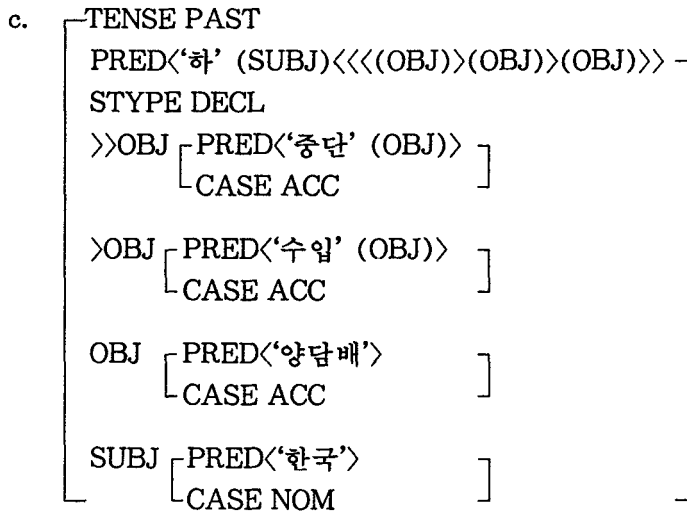 c. TENSE PAST
PRED〈‘하’ (SUBJ)〈〈〈(OBJ)〉(OBJ)〉(OBJ)〉〉
STYPE DECL
〉〉OBJ PRED〈‘중단’ (OBJ)〉
CASE ACC
〉OBJ PRED〈‘수입’ (OBJ)〉
CASE ACC
OBJ PRED〈‘양담배’〉
CASE ACC
SUBJ PRED〈‘한국’〉
CASE NOM